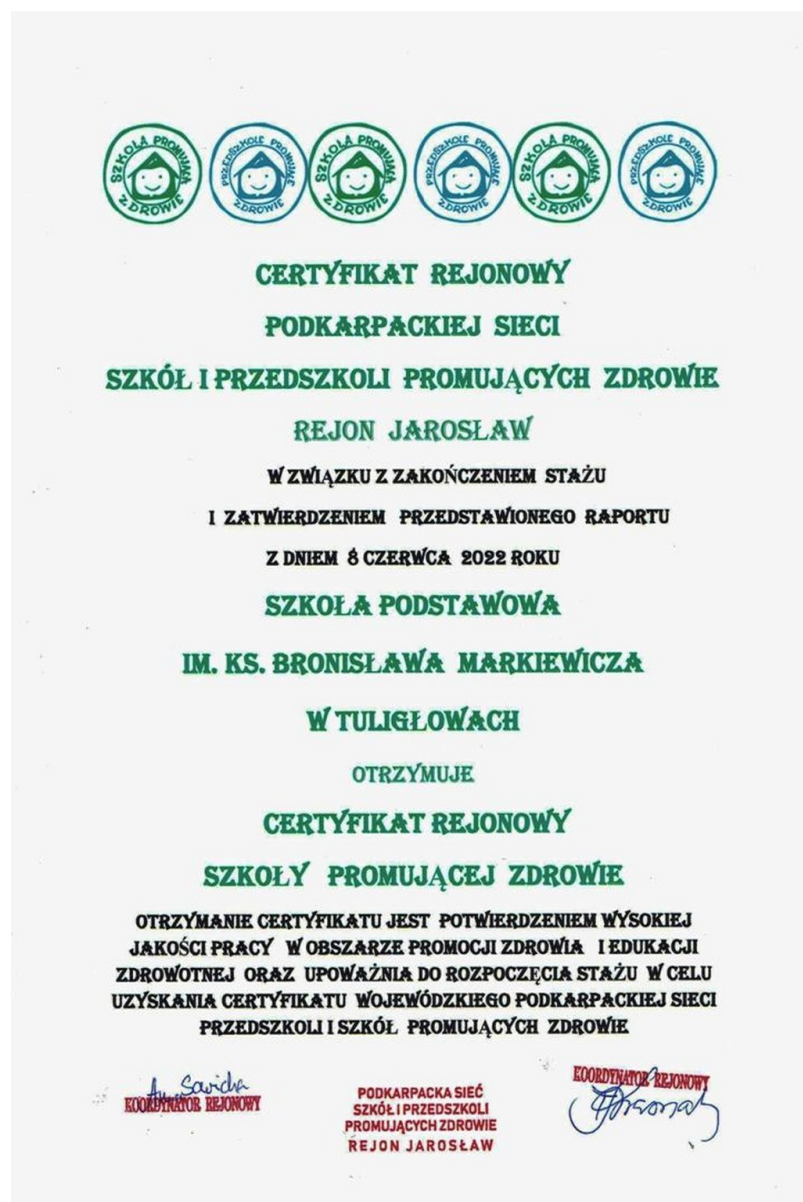 SZKOŁA PROMUJĄCA ZDROWIE
PRZEDSZKOLE PROMUJĄCE ZDROWIE
SZKOŁA PROMUJĄCA ZDROWIE
PRZEDSZKOLE PROMUJĄCE ZDROWIE
SZKOŁA PROMUJĄCA ZDROWIE
PRZEDSZKOLE PROMUJĄCE ZDROWIE
CERTYFIKAT REJONOWY
PODKARPACKIEJ SIECI
SZKÓŁ I PRZEDSZKOLI PROMUJĄCYCH ZDROWIE
REJON JAROSŁAW
W ZWIĄZKU Z ZAKOŃCZENIEM STAŻU
I ZATWIERDZENIEM PRZEDSTAWIONEGO RAPORTU
Z DNIEM 8 CZERWCA 2022 ROKU
SZKOŁA PODSTAWOWA
IM. KS. BRONISŁAWA MARKIEWICZA
W TULIGŁOWACH
OTRZYMUJE
CERTYFIKAT REJONOWY
SZKOŁY PROMUJĄCEJ ZDROWIE
OTRZYMANIE CERTYFIKATU JEST POTWIERDZENIEM WYSOKIEJ
JAKOŚCI PRACY W OBSZARZE PROMOCJI ZDROWIA I EDUKACJI
ZDROWOTNEJ ORAZ UPOWAŻNIA DO ROZPOCZĘCIA STAŻU W CELU
UZYSKANIA CERTYFIKATU WOJEWÓDZKIEGO PODKARPACKIEJ SIECI
PRZEDSZKOLI I SZKÓŁ PROMUJĄCYCH ZDROWIE
KOORDYNATOR REJONOWY
PODKARPACKA SIEĆ
SZKÓŁ I PRZEDSZKOLI
PROMUJĄCYCH ZDROWIE
REJON JAROSŁAW
KOORDYNATOR REJONOWY